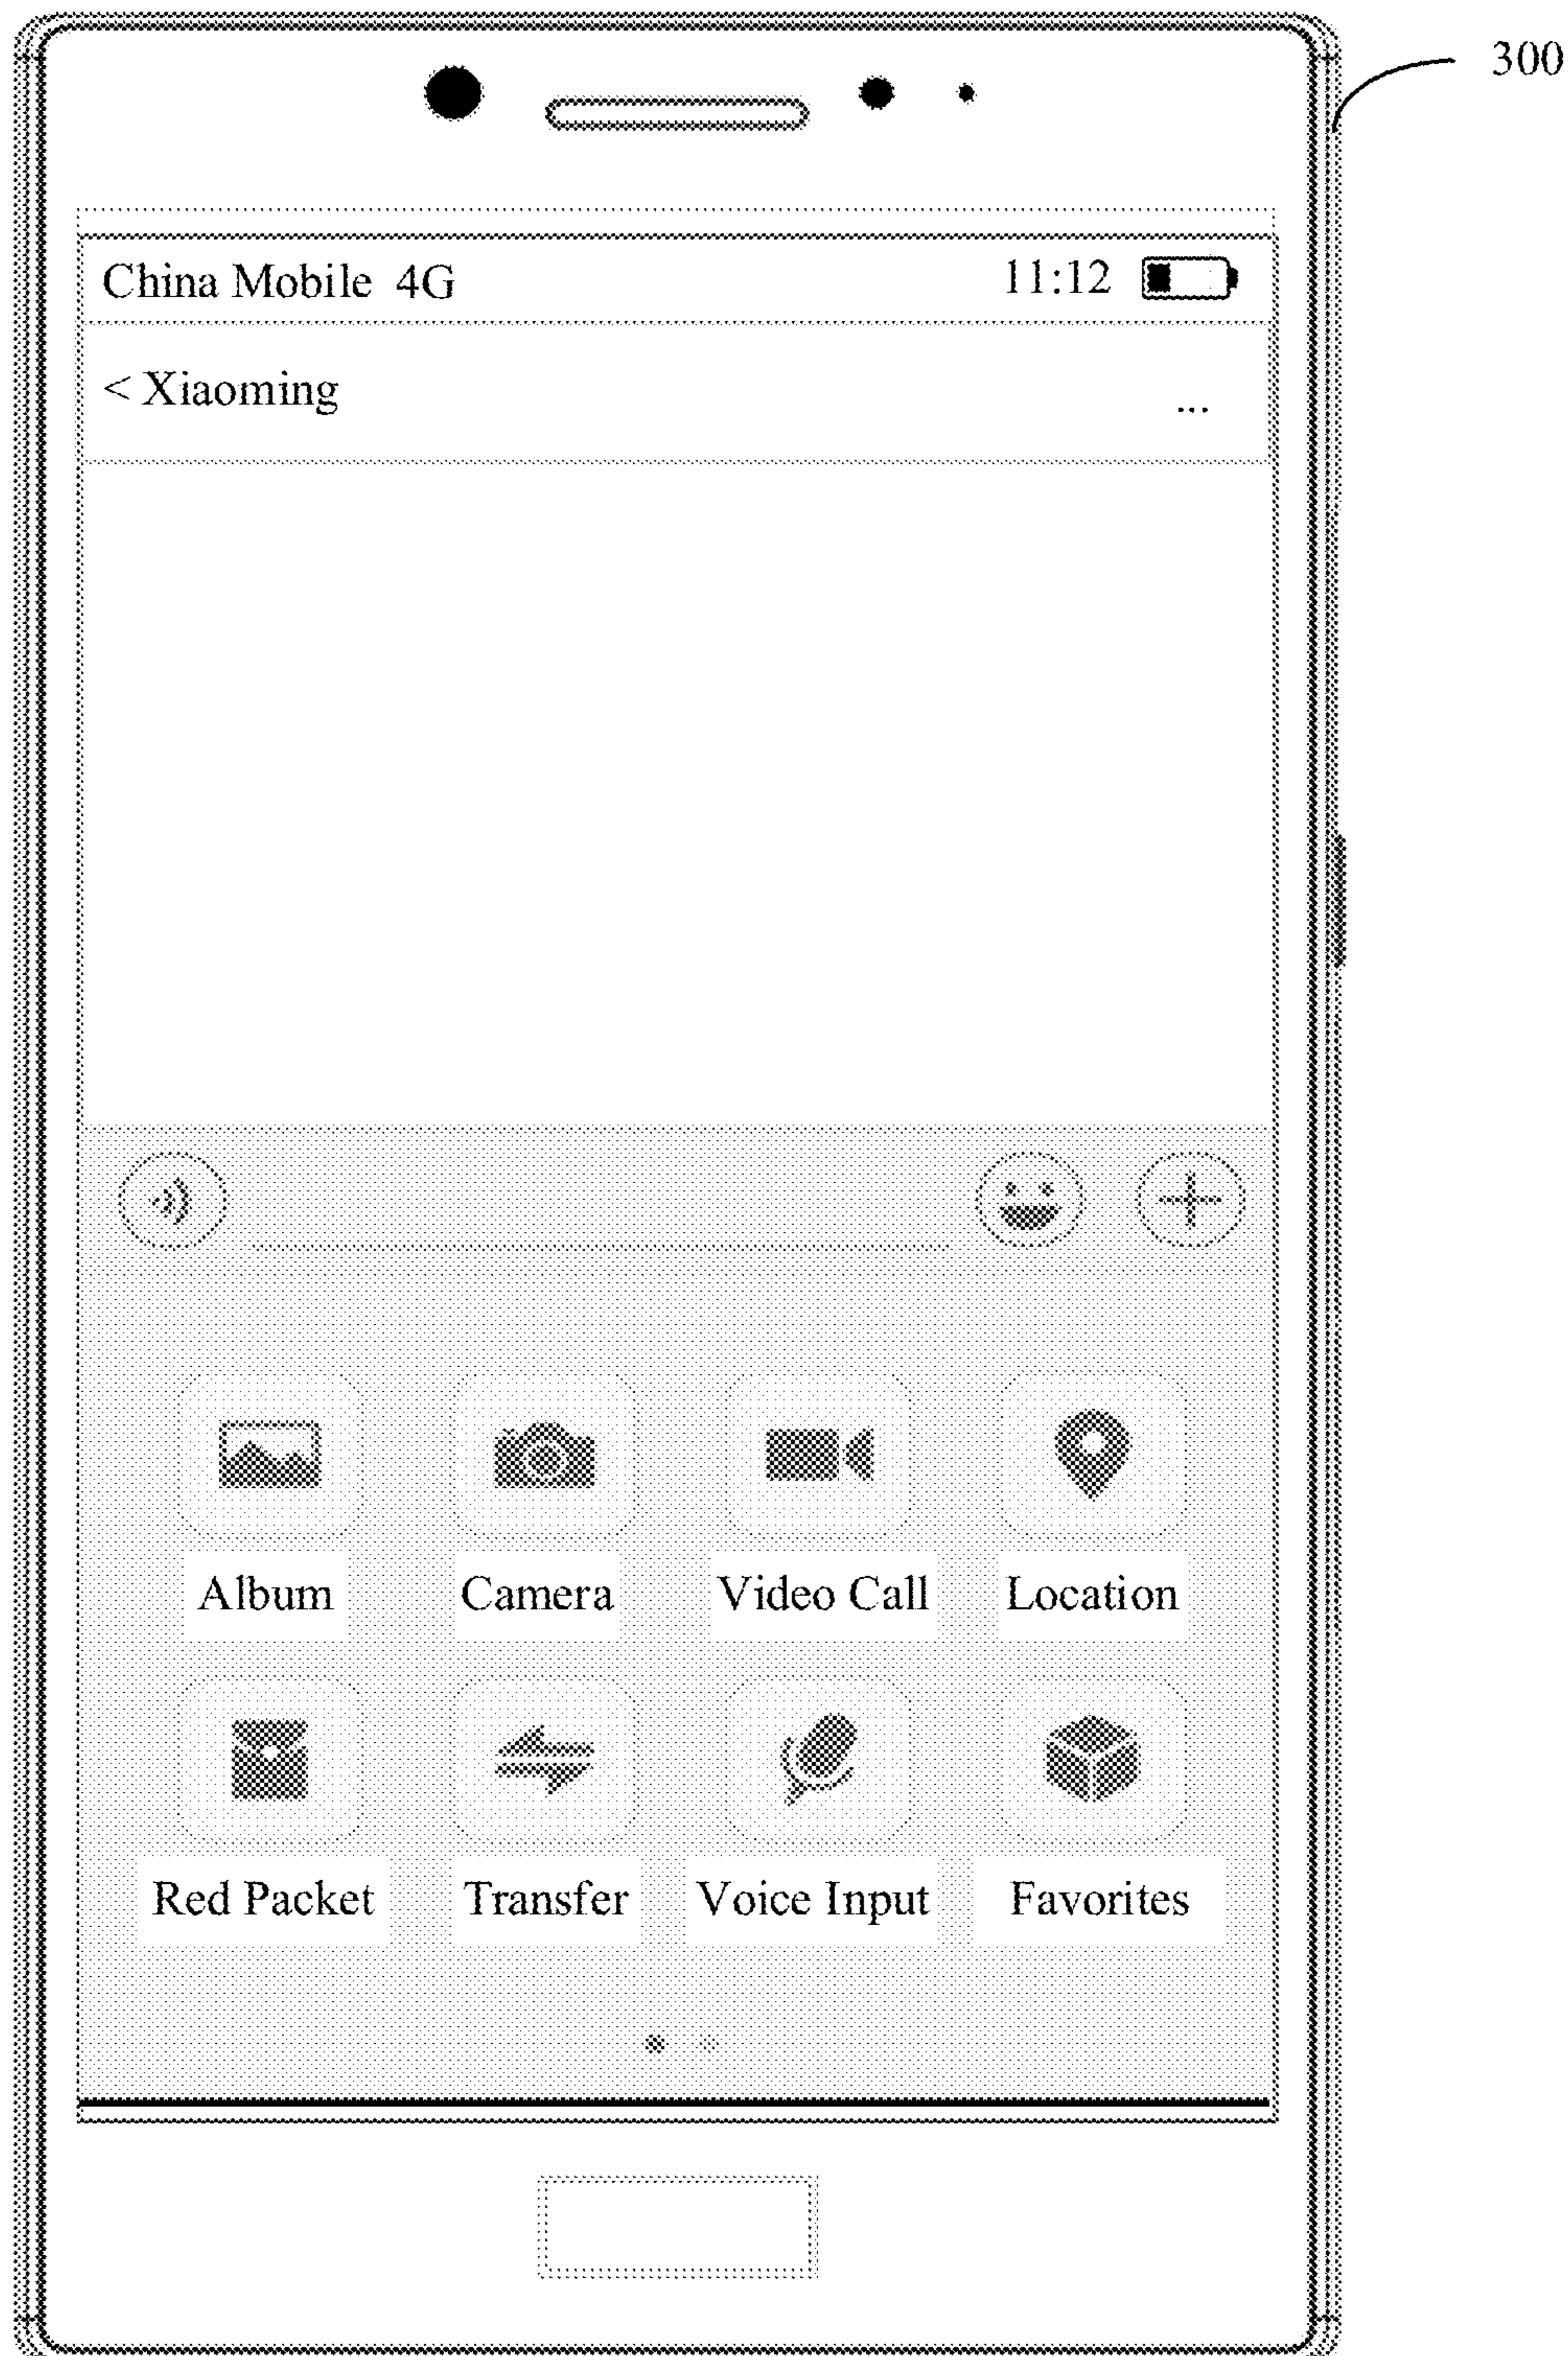 300
China Mobile 4G 11:12
< Xiaoming ...
Album Camera Video Call Location
Red Packet Transfer Voice Input Favorites